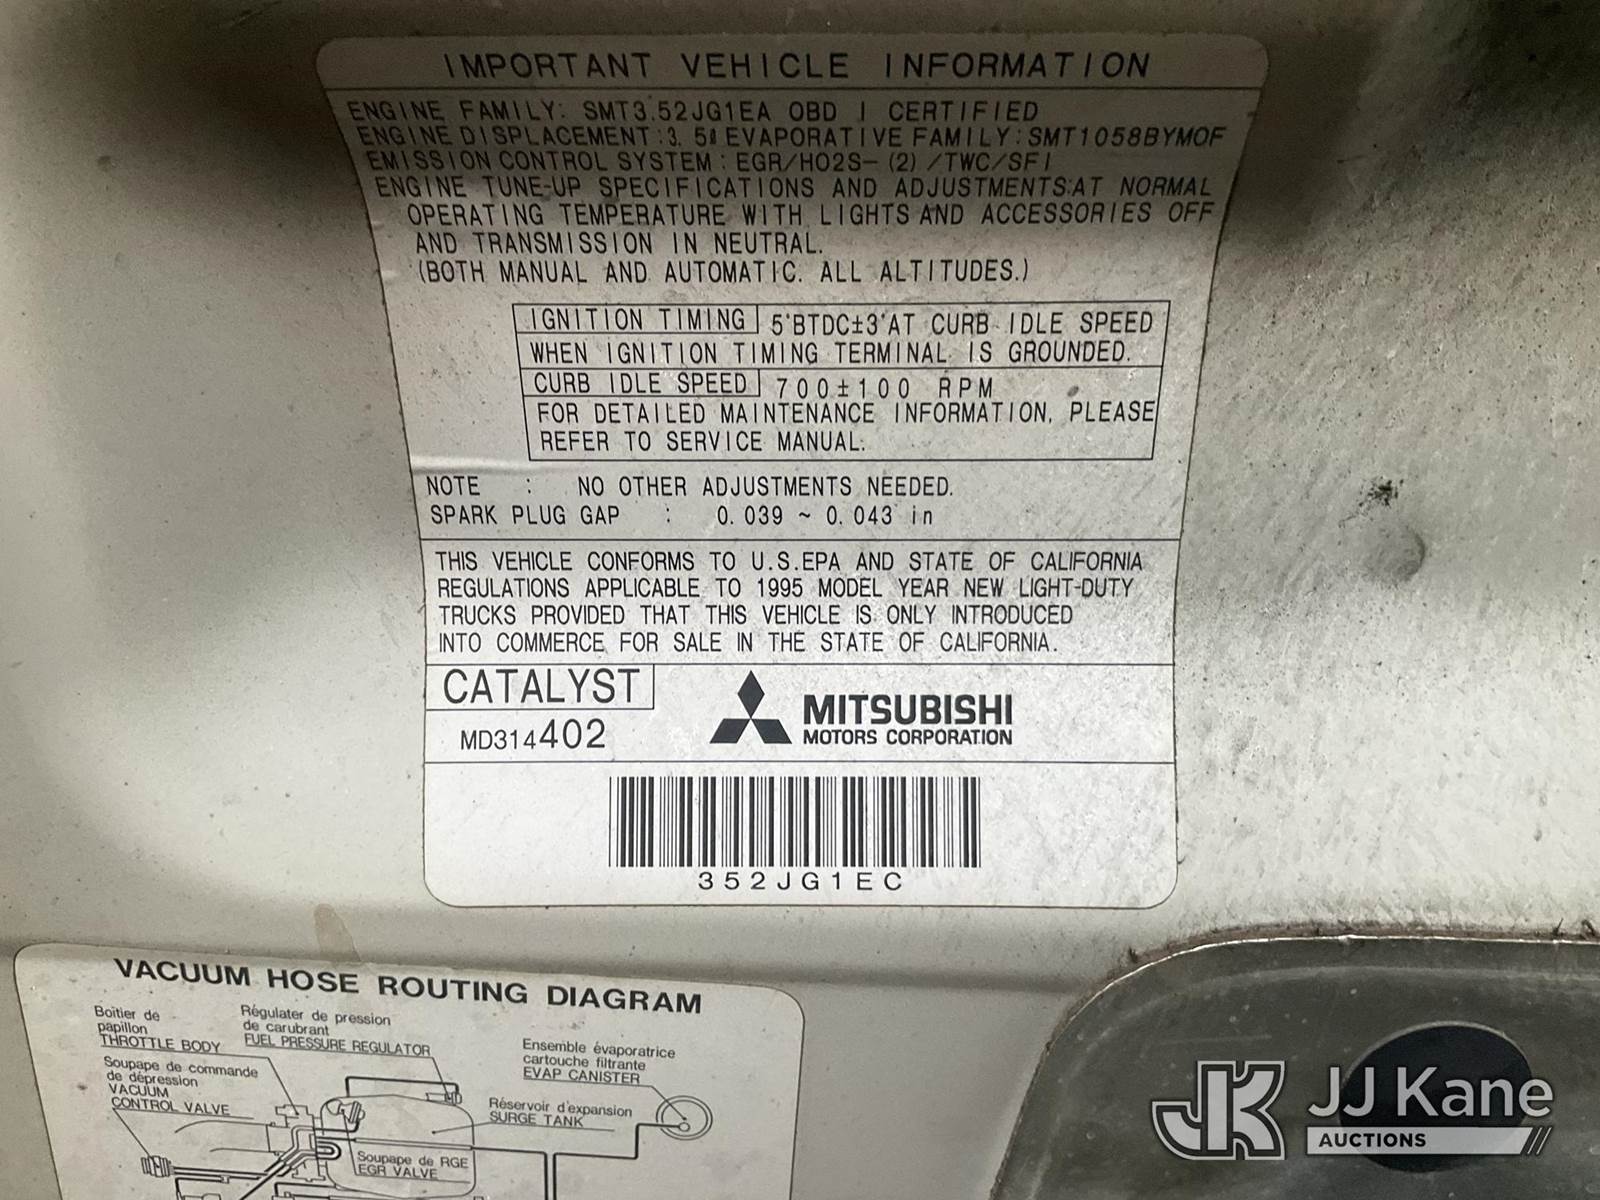 IMPORTANT VEHICLE INFORMATION
ENGINE FAMILY: SMT3.52JG1EA OBD I CERTIFIED
ENGINE DISPLACEMENT:3.5ℓ EVAPORATIVE FAMILY:SMT1058BYMOF
EMISSION CONTROL SYSTEM: EGR/HO2S-(2)/TWC/SFI
ENGINE TUNE-UP SPECIFICATIONS AND ADJUSTMENTS:AT NORMAL
OPERATING TEMPERATURE WITH LIGHTS AND ACCESSORIES OFF
AND TRANSMISSION IN NEUTRAL.
(BOTH MANUAL AND AUTOMATIC. ALL ALTITUDES.)
IGNITION TIMING 5°BTDC±3°AT CURB IDLE SPEED
WHEN IGNITION TIMING TERMINAL IS GROUNDED.
CURB IDLE SPEED 700±100 RPM
FOR DETAILED MAINTENANCE INFORMATION, PLEASE
REFER TO SERVICE MANUAL.
NOTE : NO OTHER ADJUSTMENTS NEEDED.
SPARK PLUG GAP : 0.039 ~ 0.043 in
THIS VEHICLE CONFORMS TO U.S.EPA AND STATE OF CALIFORNIA
REGULATIONS APPLICABLE TO 1995 MODEL YEAR NEW LIGHT-DUTY
TRUCKS PROVIDED THAT THIS VEHICLE IS ONLY INTRODUCED
INTO COMMERCE FOR SALE IN THE STATE OF CALIFORNIA.
CATALYST
MD314402
MITSUBISHI
MOTORS CORPORATION
352JG1EC
VACUUM HOSE ROUTING DIAGRAM
Boîtier de
papillon
THROTTLE BODY
Régulater de pression
de carubrant
FUEL PRESSURE REGULATOR
Ensemble évaporatrice
cartouche filtrante
EVAP CANISTER
Soupape de commande
de dépression
VACUUM
CONTROL VALVE
Réservoir d'expansion
SURGE TANK
Soupape de RGE
EGR VALVE
JK
JJ Kane
AUCTIONS